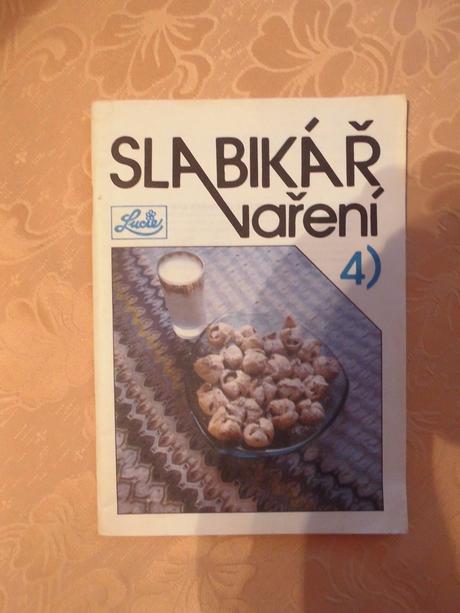 SLABIKÁŘ
vaření
Lucie
4)